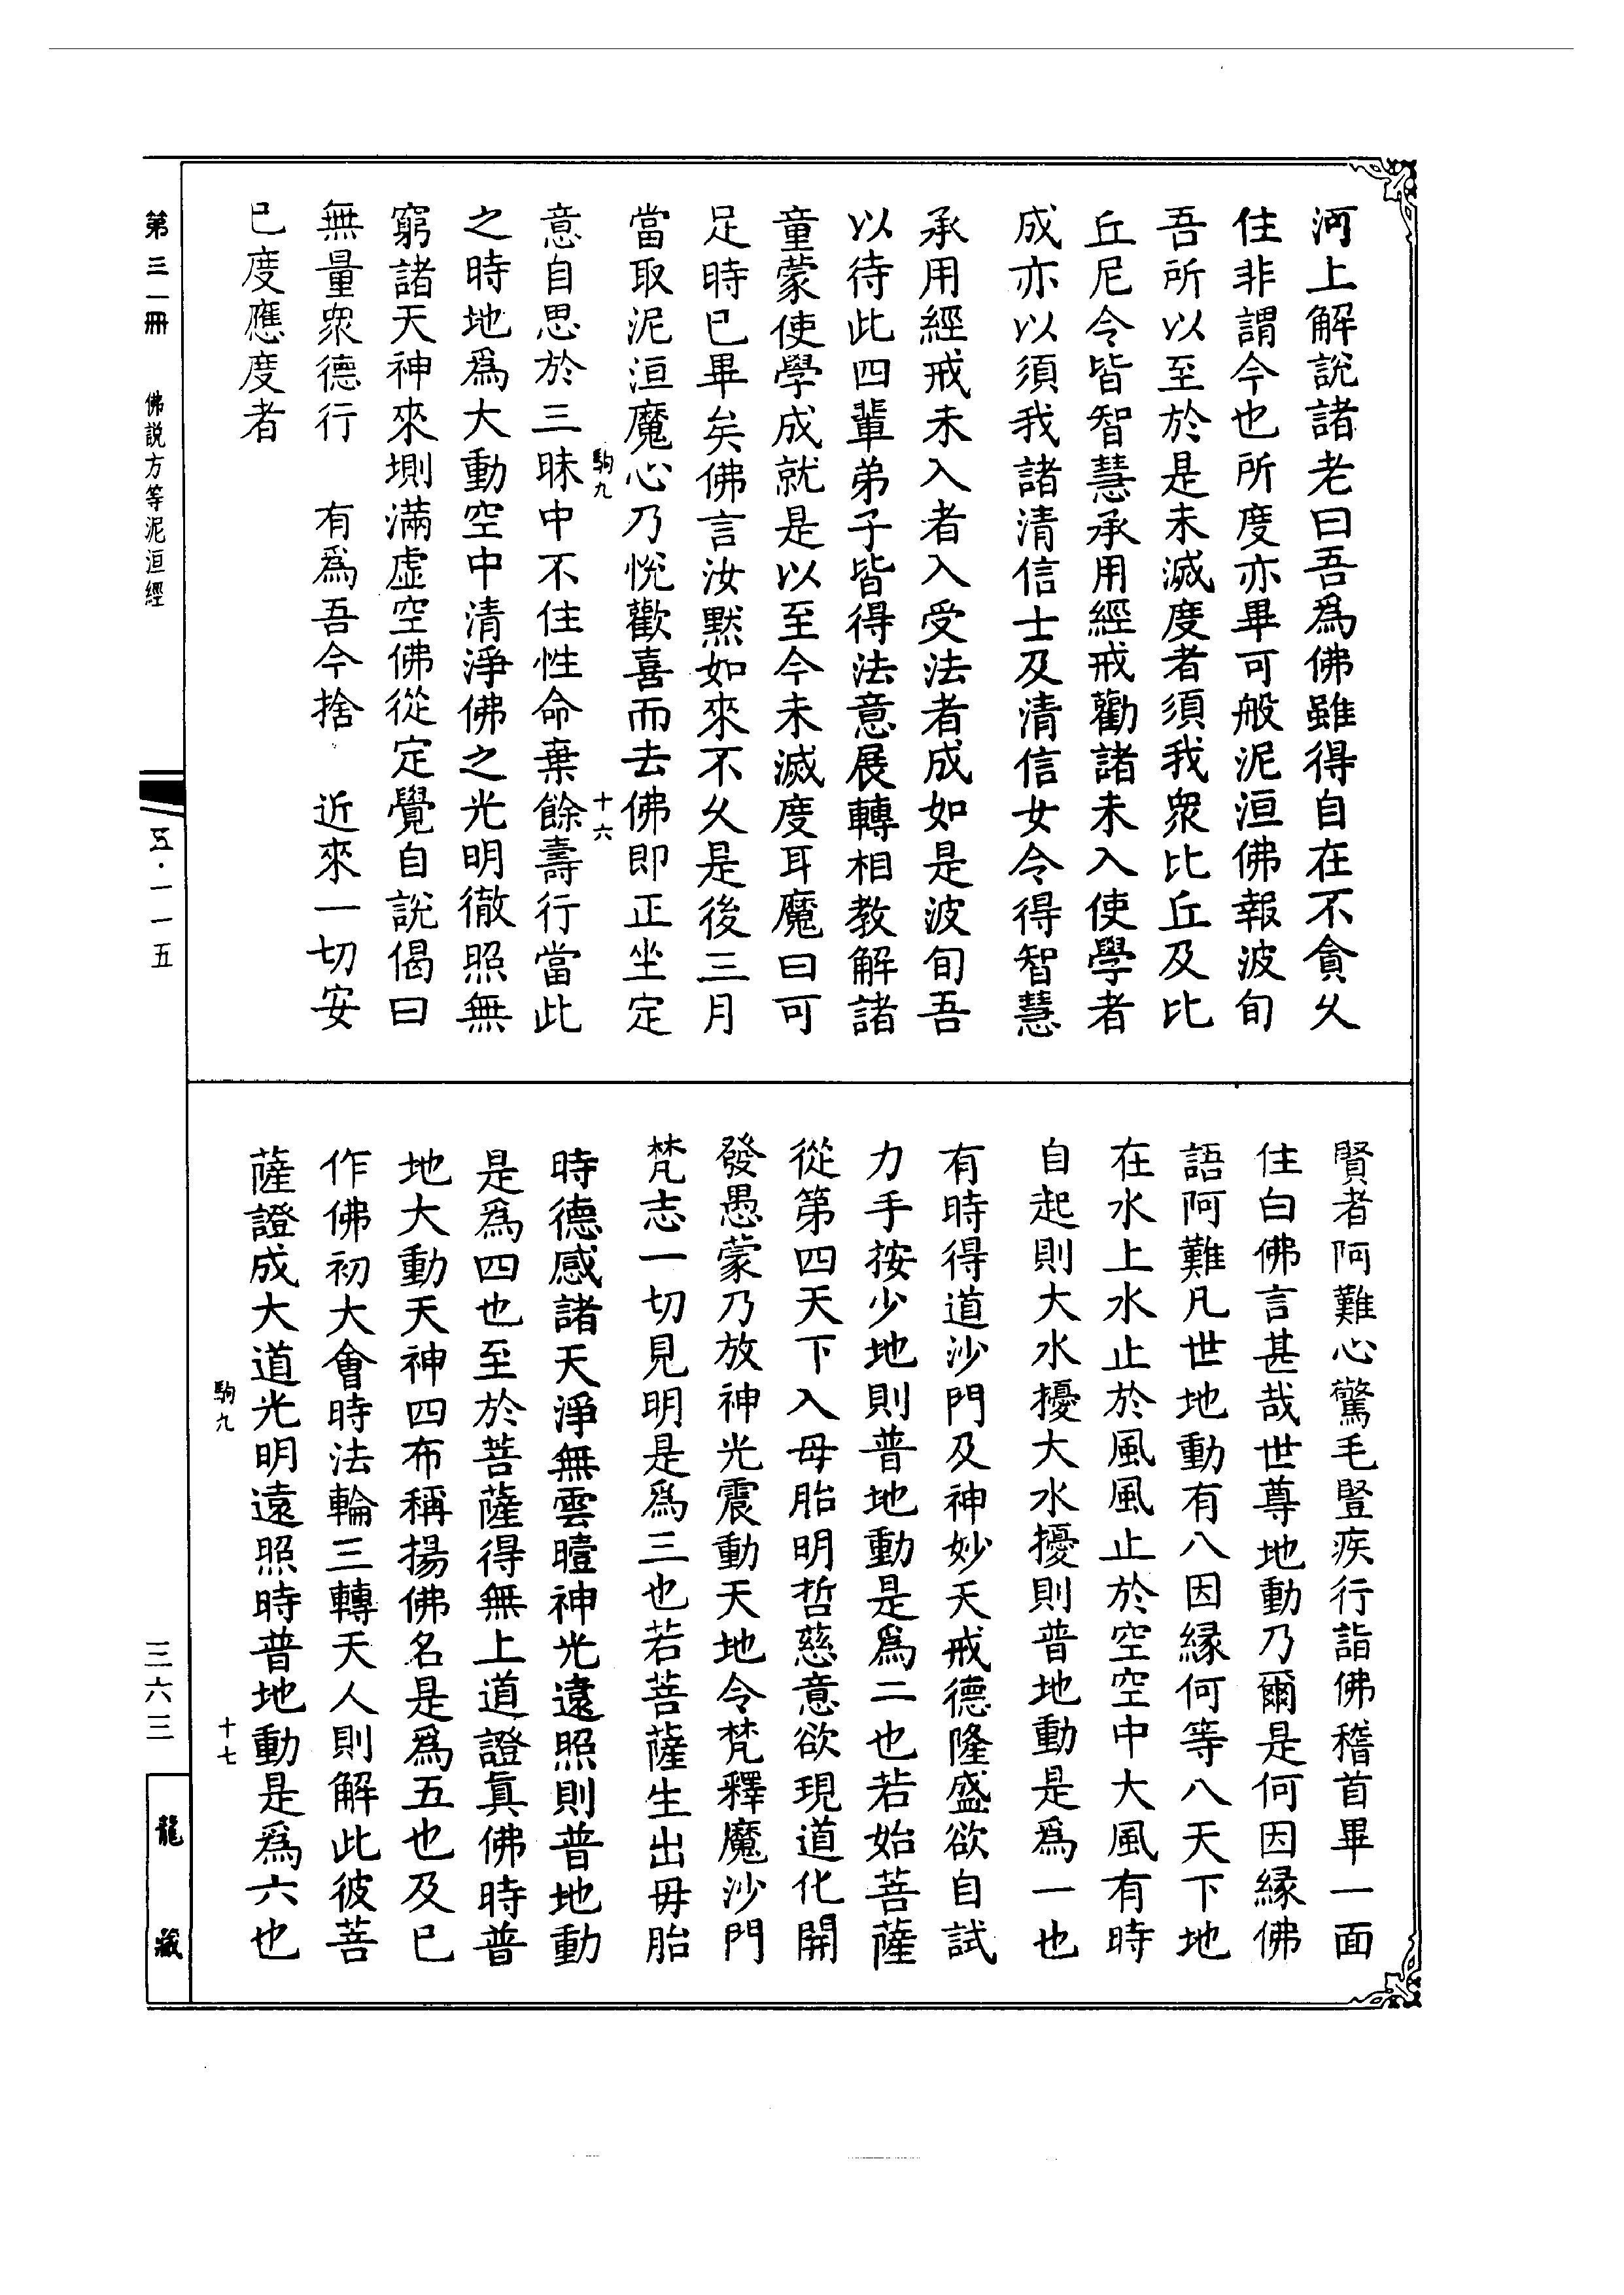 河上解說諸老曰吾爲佛雖得自在不貪久
住非謂今也所度亦畢可般泥洹佛報波旬
吾所以至於是未滅度者須我衆比丘及比
丘尼令皆智慧承用經戒勸諸未入使學者
成亦以須我諸清信士及清信女令得智慧
承用經戒未入者入受法者成如是波旬吾
以待此四輩弟子皆得法意展轉相教解諸
童蒙使學成就是以至今未滅度耳魔曰可
足時已畢矣佛言汝默如來不久是後三月
當取泥洹魔心乃悅歡喜而去佛即正坐定
駒九
十六
意自思於三昧中不住性命棄餘壽行當此
之時地爲大動空中清淨佛之光明徹照無
窮諸天神來塡滿虛空佛從定覺自說偈曰
無量衆德行　有爲吾今捨　近來一切安
已度應度者
賢者阿難心驚毛豎疾行詣佛稽首畢一面
住白佛言甚哉世尊地動乃爾是何因緣佛
語阿難凡世地動有八因緣何等八天下地
在水上水止於風風止於空空中大風有時
自起則大水擾大水擾則普地動是爲一也
有時得道沙門及神妙天戒德隆盛欲自試
力手按少地則普地動是爲二也若始菩薩
從第四天下入母胎明哲慈意欲現道化開
發愚蒙乃放神光震動天地令梵釋魔沙門
梵志一切見明是爲三也若菩薩生出毋胎
時德感諸天淨無雲曀神光遠照則普地動
是爲四也至於菩薩得無上道證眞佛時普
地大動天神四布稱揚佛名是爲五也及已
作佛初大會時法輪三轉天人則解此彼菩
薩證成大道光明遠照時普地動是爲六也
駒九
十七
第三一冊　佛說方等泥洹經
五·一一五
三六三
龍藏